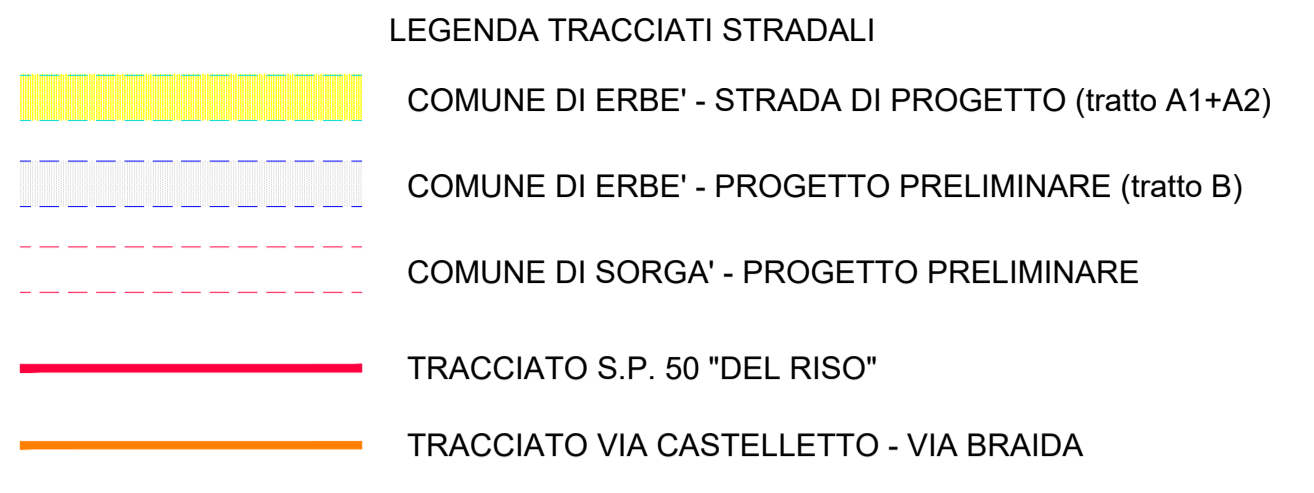 LEGENDA TRACCIATI STRADALI
COMUNE DI ERBE' - STRADA DI PROGETTO (tratto A1+A2)
COMUNE DI ERBE' - PROGETTO PRELIMINARE (tratto B)
COMUNE DI SORGA' - PROGETTO PRELIMINARE
TRACCIATO S.P. 50 "DEL RISO"
TRACCIATO VIA CASTELLETTO - VIA BRAIDA